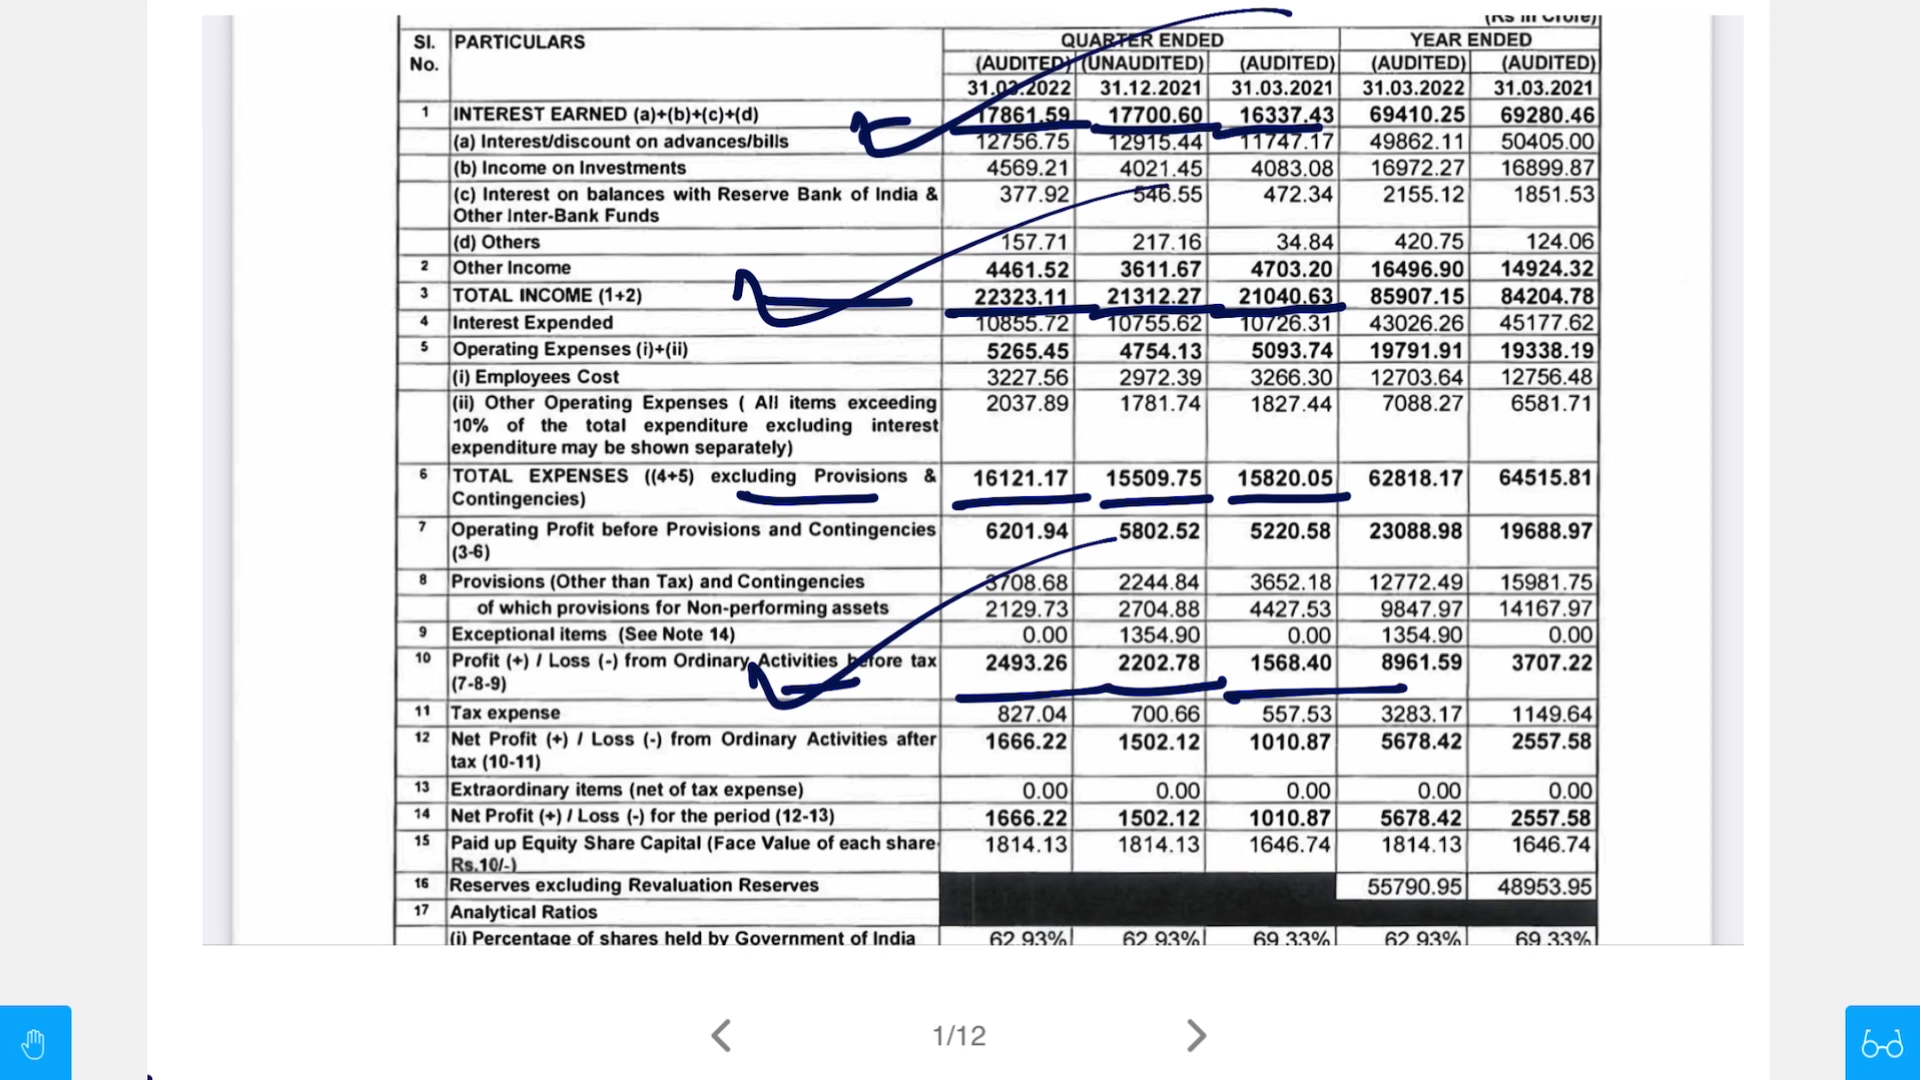 (Rs in Crore)
Sl. No. PARTICULARS QUARTER ENDED YEAR ENDED
(AUDITED) (UNAUDITED) (AUDITED) (AUDITED) (AUDITED)
31.03.2022 31.12.2021 31.03.2021 31.03.2022 31.03.2021
1 INTEREST EARNED (a)+(b)+(c)+(d) 17861.59 17700.60 16337.43 69410.25 69280.46
(a) Interest/discount on advances/bills 12756.75 12915.44 11747.17 49862.11 50405.00
(b) Income on Investments 4569.21 4021.45 4083.08 16972.27 16899.87
(c) Interest on balances with Reserve Bank of India & 377.92 546.55 472.34 2155.12 1851.53
Other Inter-Bank Funds
(d) Others 157.71 217.16 34.84 420.75 124.06
2 Other Income 4461.52 3611.67 4703.20 16496.90 14924.32
3 TOTAL INCOME (1+2) 22323.11 21312.27 21040.63 85907.15 84204.78
4 Interest Expended 10855.72 10755.62 10726.31 43026.26 45177.62
5 Operating Expenses (i)+(ii) 5265.45 4754.13 5093.74 19791.91 19338.19
(i) Employees Cost 3227.56 2972.39 3266.30 12703.64 12756.48
(ii) Other Operating Expenses ( All items exceeding 2037.89 1781.74 1827.44 7088.27 6581.71
10% of the total expenditure excluding interest
expenditure may be shown separately)
6 TOTAL EXPENSES ((4+5) excluding Provisions & 16121.17 15509.75 15820.05 62818.17 64515.81
Contingencies)
7 Operating Profit before Provisions and Contingencies 6201.94 5802.52 5220.58 23088.98 19688.97
(3-6)
8 Provisions (Other than Tax) and Contingencies 3708.68 2244.84 3652.18 12772.49 15981.75
of which provisions for Non-performing assets 2129.73 2704.88 4427.53 9847.97 14167.97
9 Exceptional items (See Note 14) 0.00 1354.90 0.00 1354.90 0.00
10 Profit (+) / Loss (-) from Ordinary Activities before tax 2493.26 2202.78 1568.40 8961.59 3707.22
(7-8-9)
11 Tax expense 827.04 700.66 557.53 3283.17 1149.64
12 Net Profit (+) / Loss (-) from Ordinary Activities after 1666.22 1502.12 1010.87 5678.42 2557.58
tax (10-11)
13 Extraordinary items (net of tax expense) 0.00 0.00 0.00 0.00 0.00
14 Net Profit (+) / Loss (-) for the period (12-13) 1666.22 1502.12 1010.87 5678.42 2557.58
15 Paid up Equity Share Capital (Face Value of each share 1814.13 1814.13 1646.74 1814.13 1646.74
Rs.10/-)
16 Reserves excluding Revaluation Reserves 55790.95 48953.95
17 Analytical Ratios
(i) Percentage of shares held by Government of India 62.93% 62.93% 69.33% 62.93% 69.33%
1/12